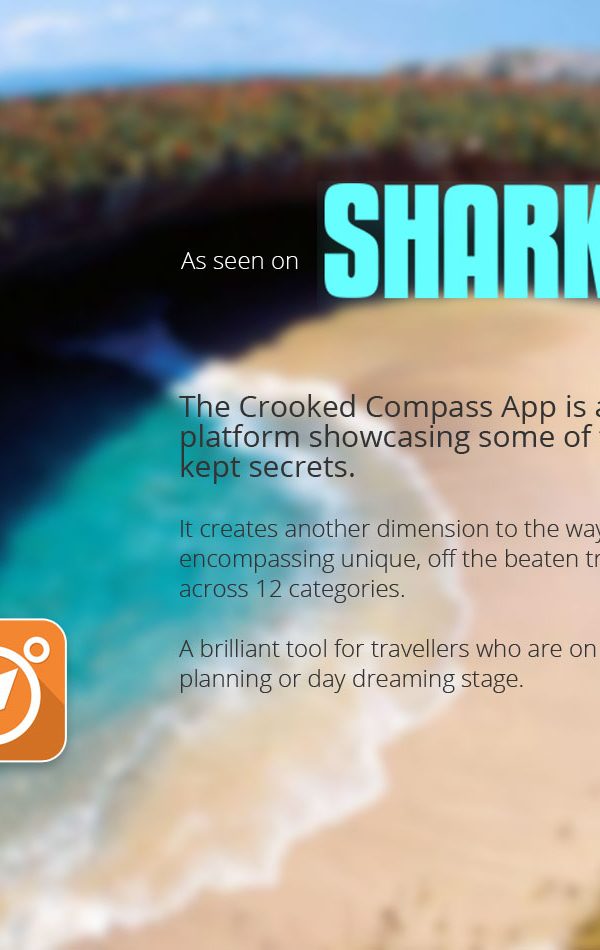 SHARK
As seen on
The Crooked Compass App is a
platform showcasing some of
kept secrets.
It creates another dimension to the way
encompassing unique, off the beaten tr
across 12 categories.
A brilliant tool for travellers who are on
planning or day dreaming stage.